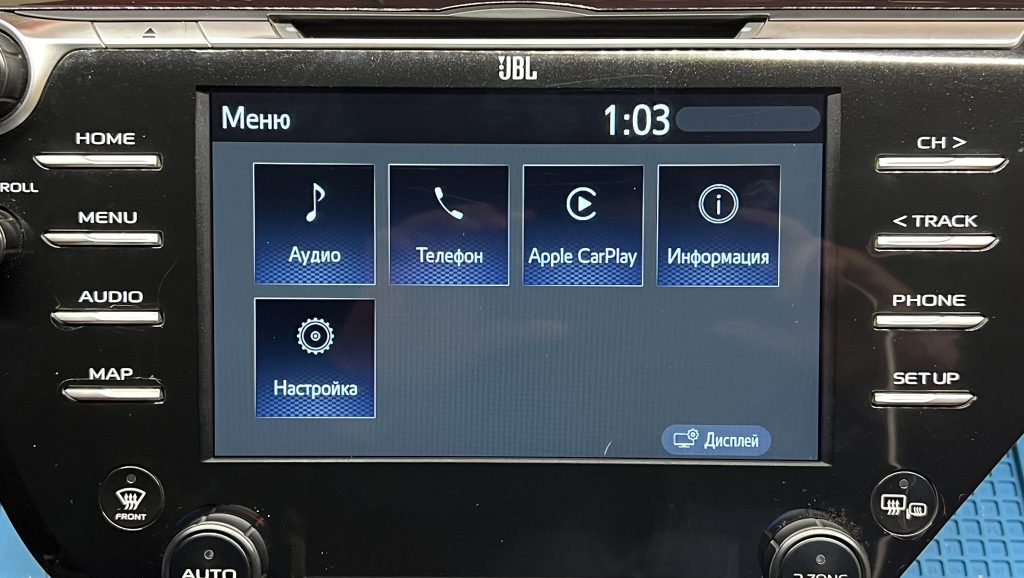 JBL
Меню 1:03
HOME
CH >
ROLL
MENU
< TRACK
Аудио Телефон Apple CarPlay Информация
AUDIO
PHONE
MAP
SETUP
Настройка
Дисплей
FRONT
AUTO